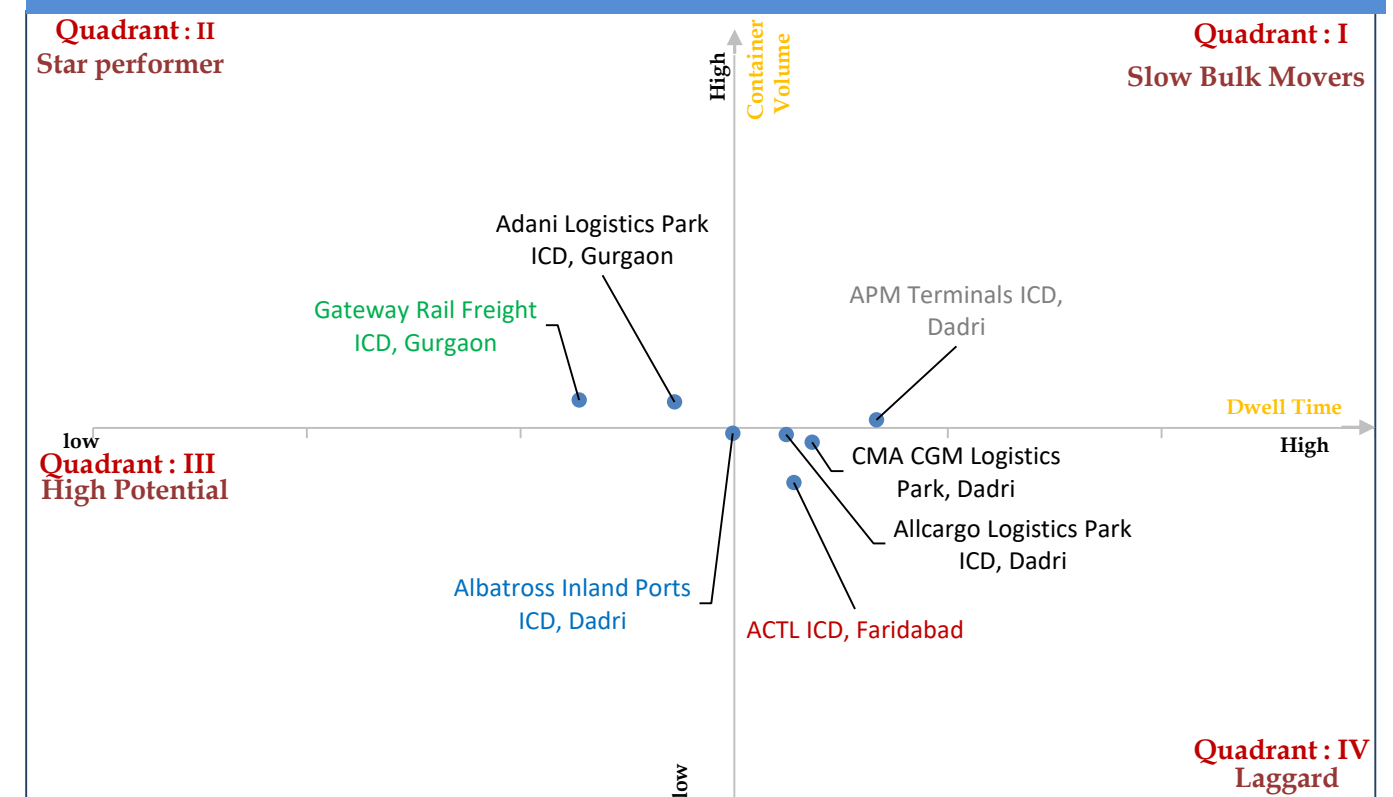 Quadrant : II
Star performer
Quadrant : I
Slow Bulk Movers
High
Container
Volume
Adani Logistics Park
ICD, Gurgaon
Gateway Rail Freight
ICD, Gurgaon
APM Terminals ICD,
Dadri
Dwell Time
High
low
Quadrant : III
High Potential
CMA CGM Logistics
Park, Dadri
Allcargo Logistics Park
ICD, Dadri
Albatross Inland Ports
ICD, Dadri
ACTL ICD, Faridabad
low
Quadrant : IV
Laggard